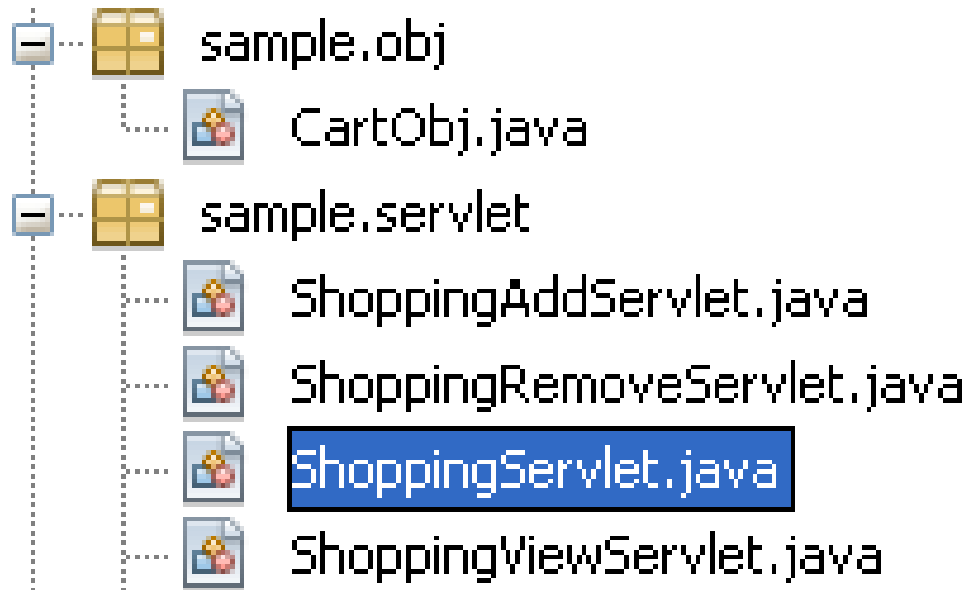 sample.obj
CartObj.java
sample.servlet
ShoppingAddServlet.java
ShoppingRemoveServlet.java
ShoppingServlet.java
ShoppingViewServlet.java